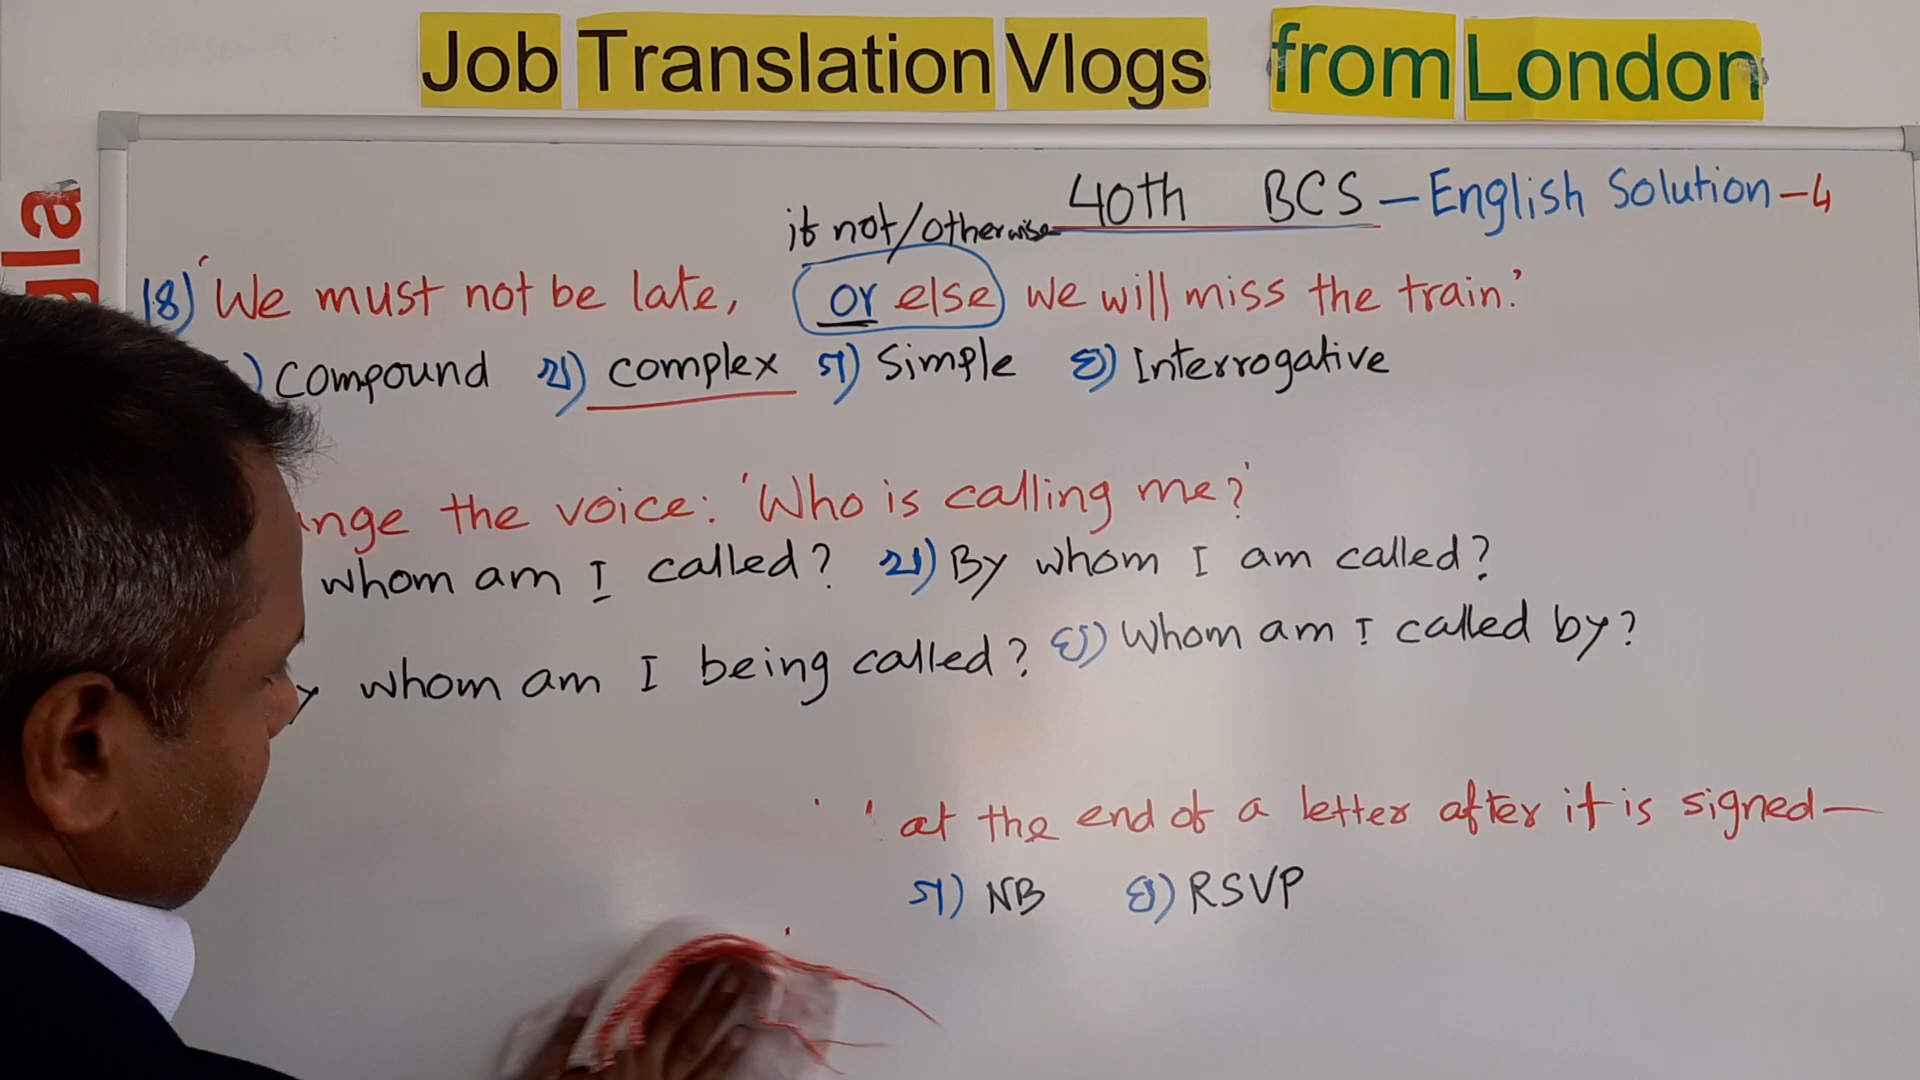 Job Translation Vlogs from London
gla
40th BCS – English Solution – 4
if not/otherwise
18) 'We must not be late, or else we will miss the train.'
) compound খ) complex গ) Simple ঘ) Interrogative
the voice: 'Who is calling me?'
whom am I called? খ) By whom I am called?
whom am I being called? ঘ) Whom am I called by?
at the end of a letter after it is signed —
গ) NB ঘ) RSVP